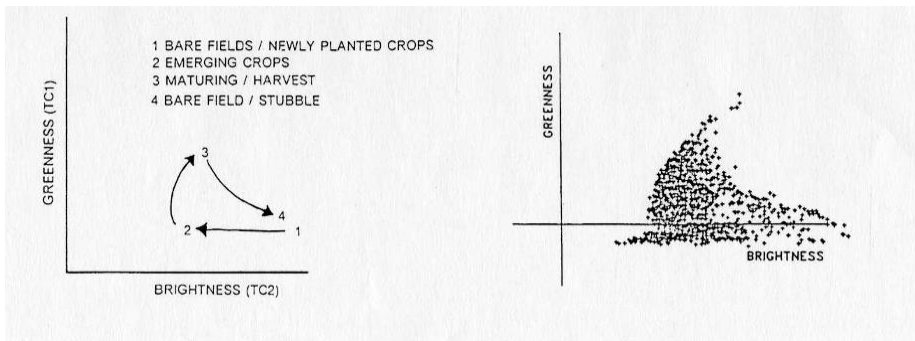 1 BARE FIELDS / NEWLY PLANTED CROPS
2 EMERGING CROPS
3 MATURING / HARVEST
4 BARE FIELD / STUBBLE
GREENNESS (TC1)
3
4
2
1
BRIGHTNESS (TC2)
GREENNESS
BRIGHTNESS